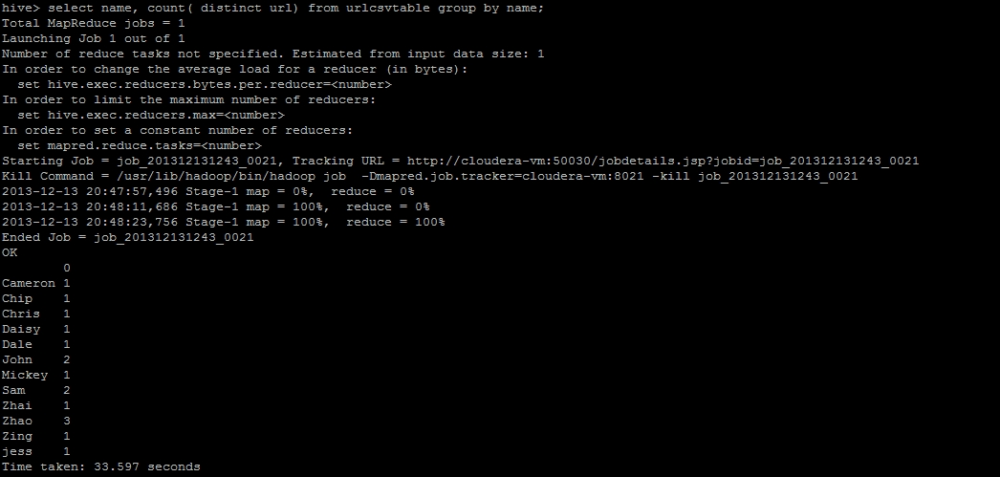 hive> select name, count( distinct url) from urlcsvtable group by name;
Total MapReduce jobs = 1
Launching Job 1 out of 1
Number of reduce tasks not specified. Estimated from input data size: 1
In order to change the average load for a reducer (in bytes):
  set hive.exec.reducers.bytes.per.reducer=<number>
In order to limit the maximum number of reducers:
  set hive.exec.reducers.max=<number>
In order to set a constant number of reducers:
  set mapred.reduce.tasks=<number>
Starting Job = job_201312131243_0021, Tracking URL = http://cloudera-vm:50030/jobdetails.jsp?jobid=job_201312131243_0021
Kill Command = /usr/lib/hadoop/bin/hadoop job  -Dmapred.job.tracker=cloudera-vm:8021 -kill job_201312131243_0021
2013-12-13 20:47:57,496 Stage-1 map = 0%,  reduce = 0%
2013-12-13 20:48:11,686 Stage-1 map = 100%,  reduce = 0%
2013-12-13 20:48:23,756 Stage-1 map = 100%,  reduce = 100%
Ended Job = job_201312131243_0021
OK
        0
Cameron 1
Chip    1
Chris   1
Daisy   1
Dale    1
John    2
Mickey  1
Sam     2
Zhai    1
Zhao    3
Zing    1
jess    1
Time taken: 33.597 seconds